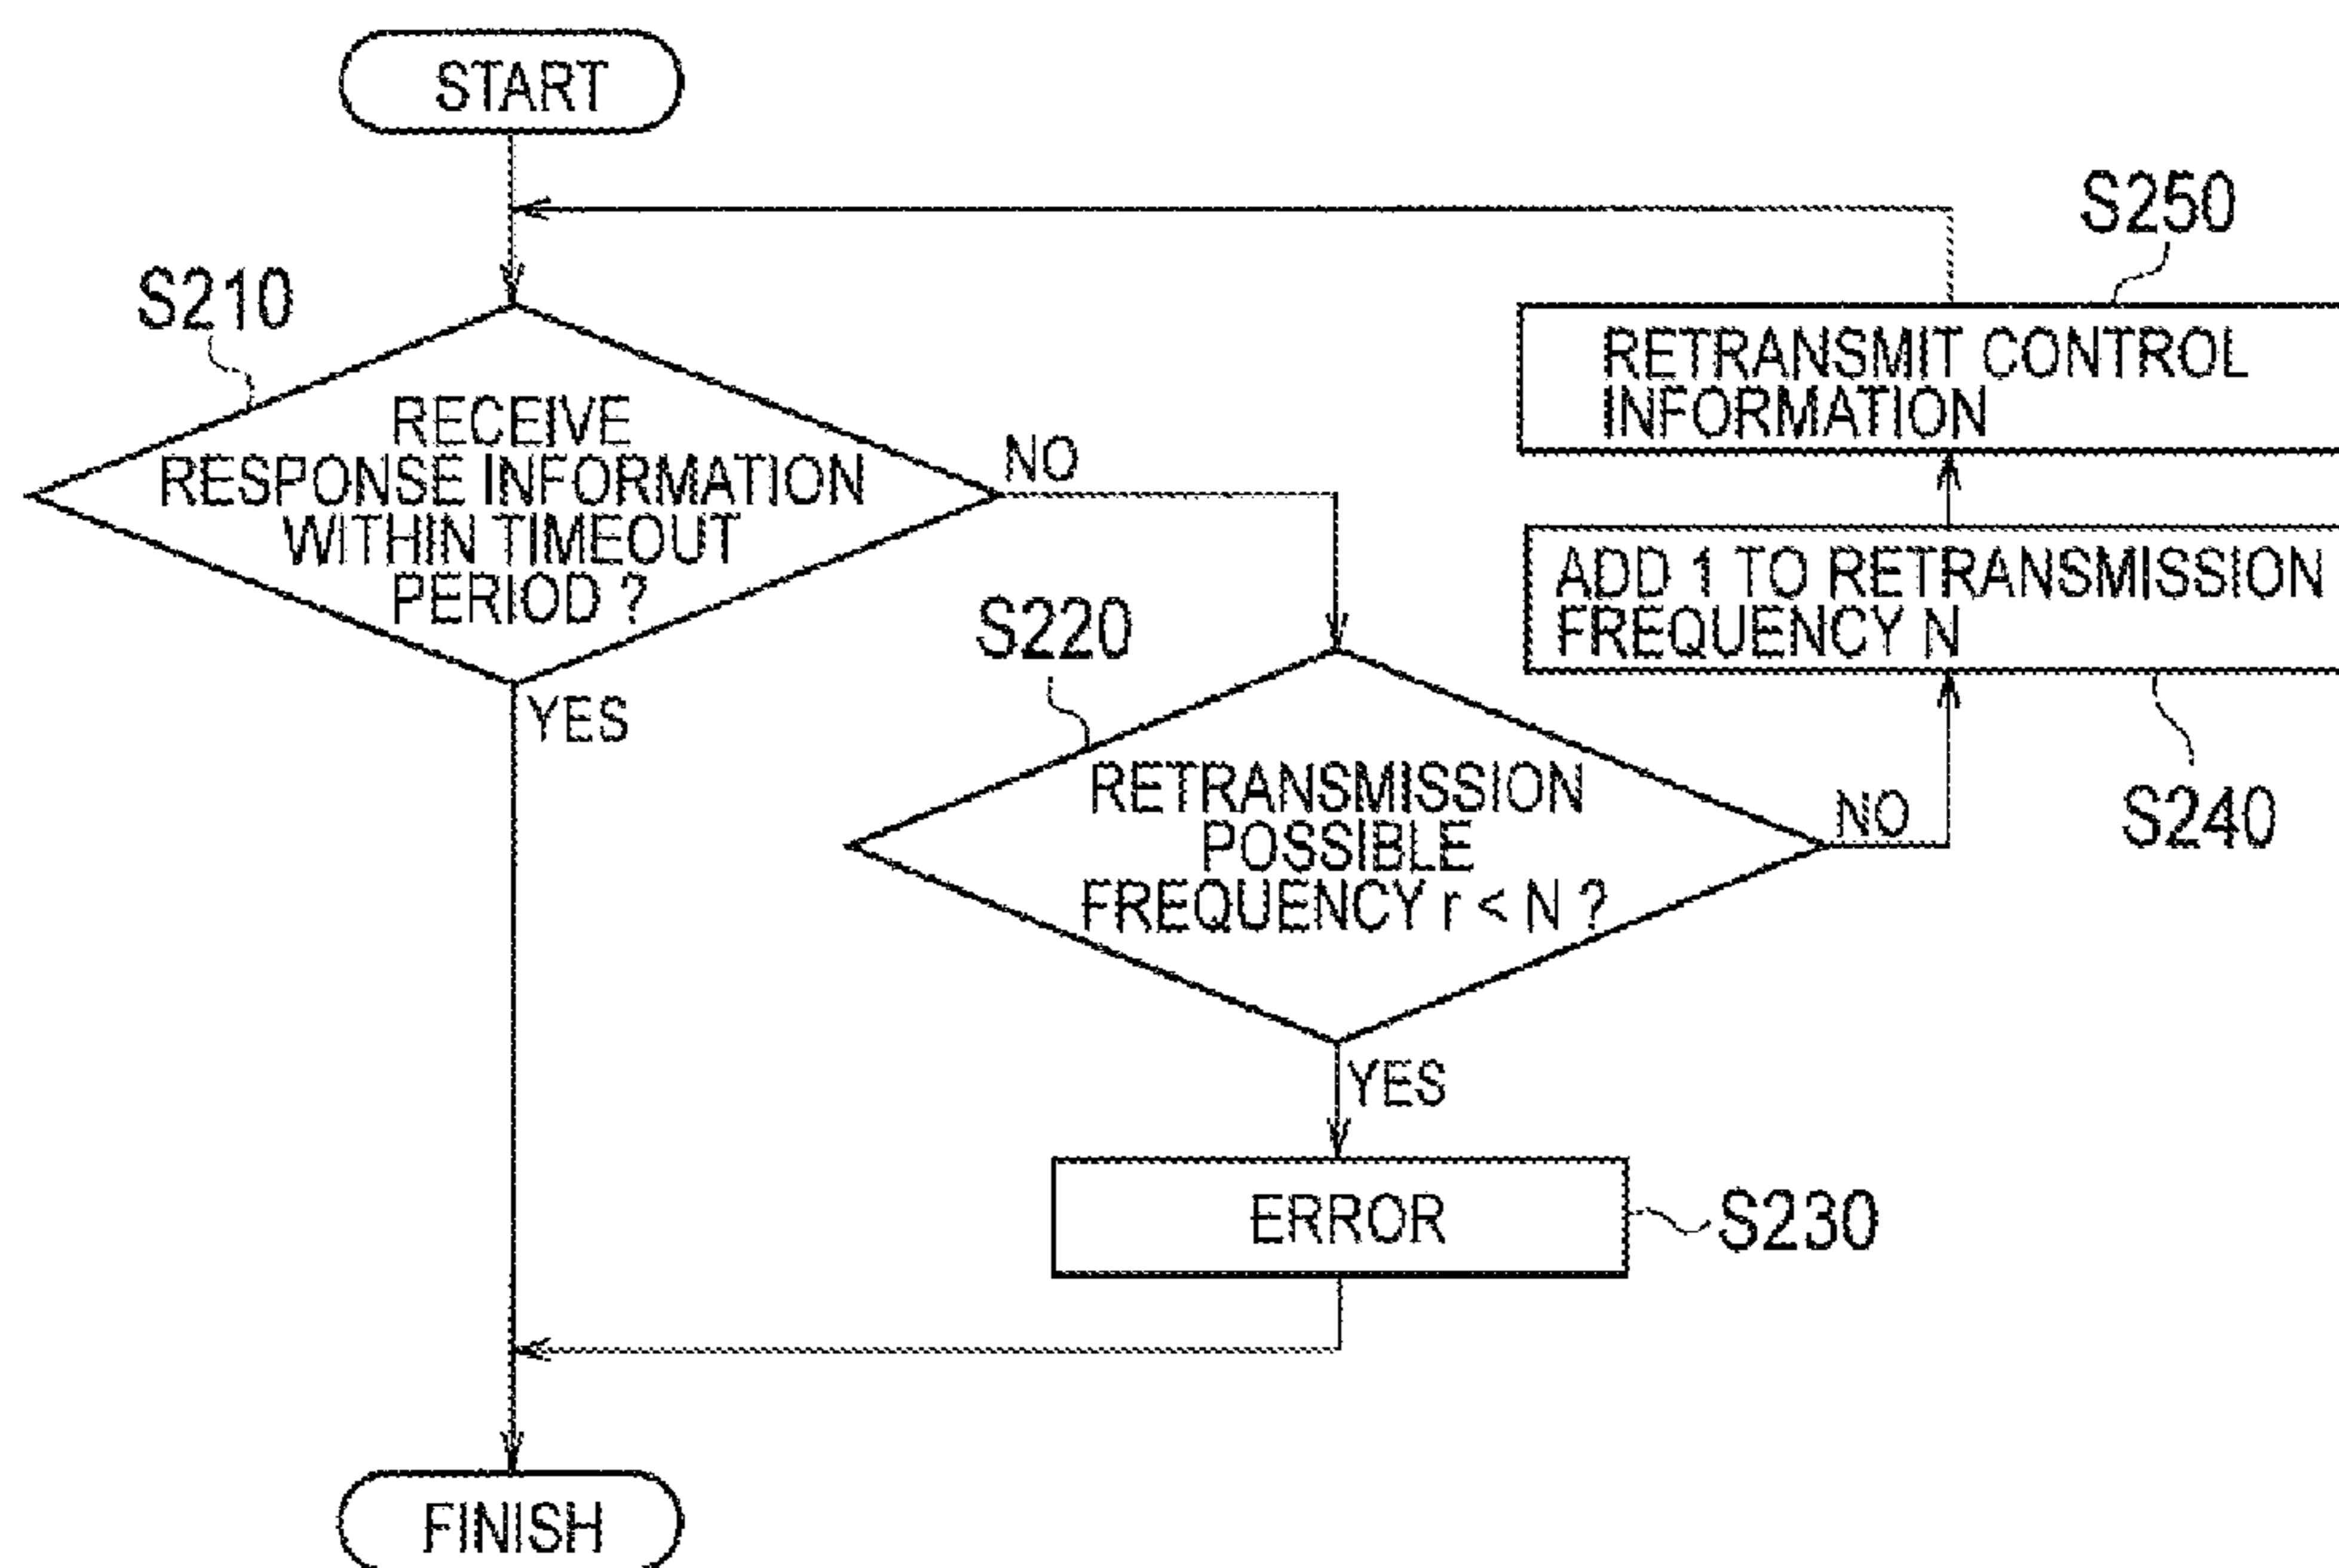 START
S250
S210
RETRANSMIT CONTROL
INFORMATION
RECEIVE
RESPONSE INFORMATION
WITHIN TIMEOUT
PERIOD ?
NO
YES
ADD 1 TO RETRANSMISSION
FREQUENCY N
S240
S220
RETRANSMISSION
POSSIBLE
FREQUENCY r < N ?
NO
YES
ERROR
S230
FINISH